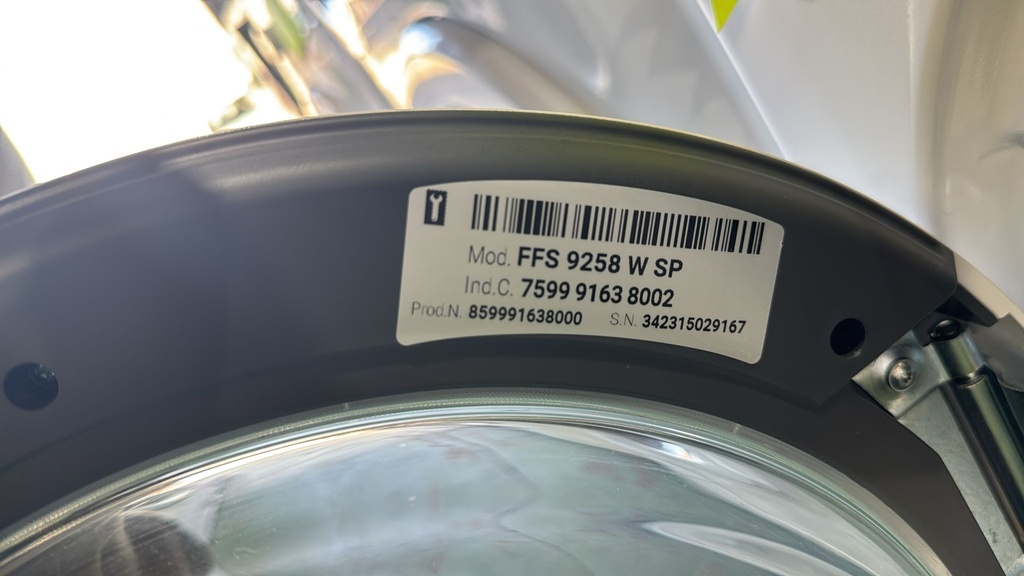 Mod. FFS 9258 W SP
Ind.C. 7599 9163 8002
Prod.N. 859991638000 S.N. 342315029167